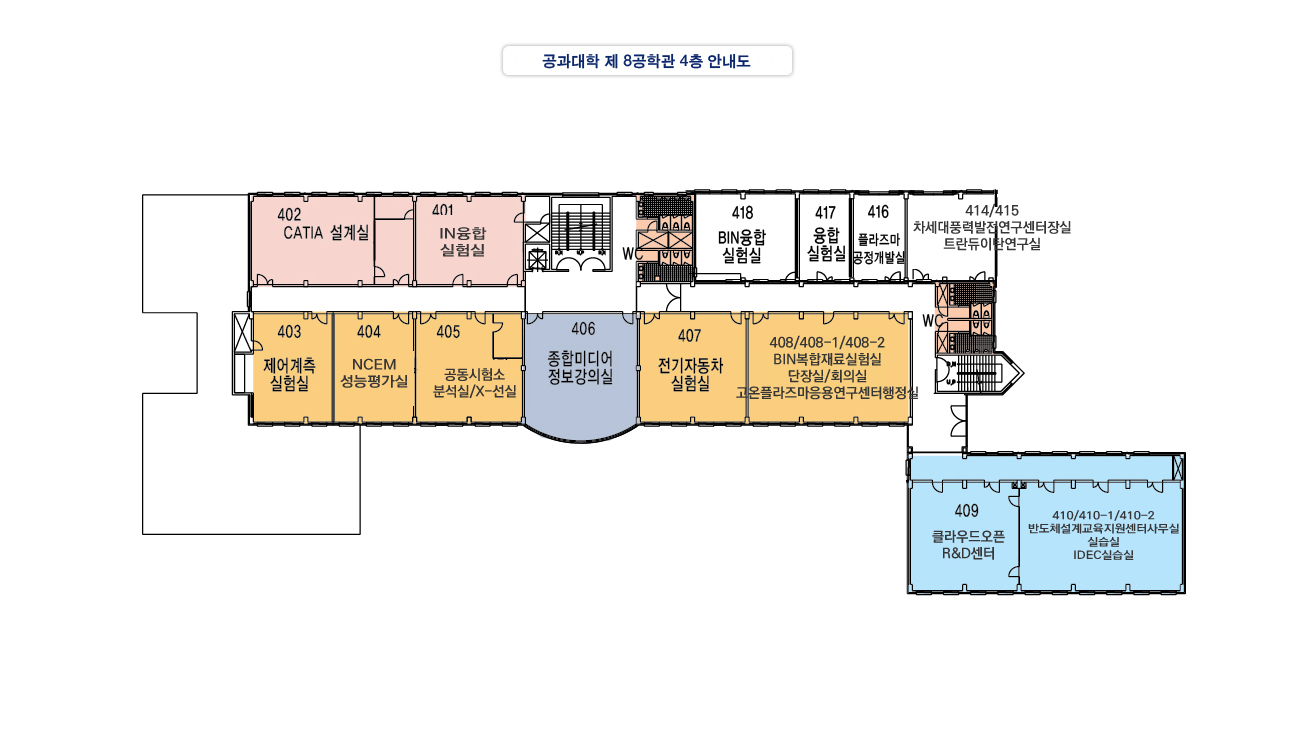 공과대학 제 8공학관 4층 안내도
402
CATIA 설계실
401
IN융합
실험실
WC
418
BIN융합
실험실
417
융합
실험실
416
플라즈마
공정개발실
414/415
차세대풍력발전연구센터장실
트란듀이한연구실
WC
403
제어계측
실험실
404
NCEM
성능평가실
405
공동시험소
분석실/X-선실
406
종합미디어
정보강의실
407
전기자동차
실험실
408/408-1/408-2
BIN복합재료실험실
단장실/회의실
고온플라즈마응용연구센터행정실
409
클라우드오픈
R&D센터
410/410-1/410-2
반도체설계교육지원센터사무실
실습실
IDEC실습실